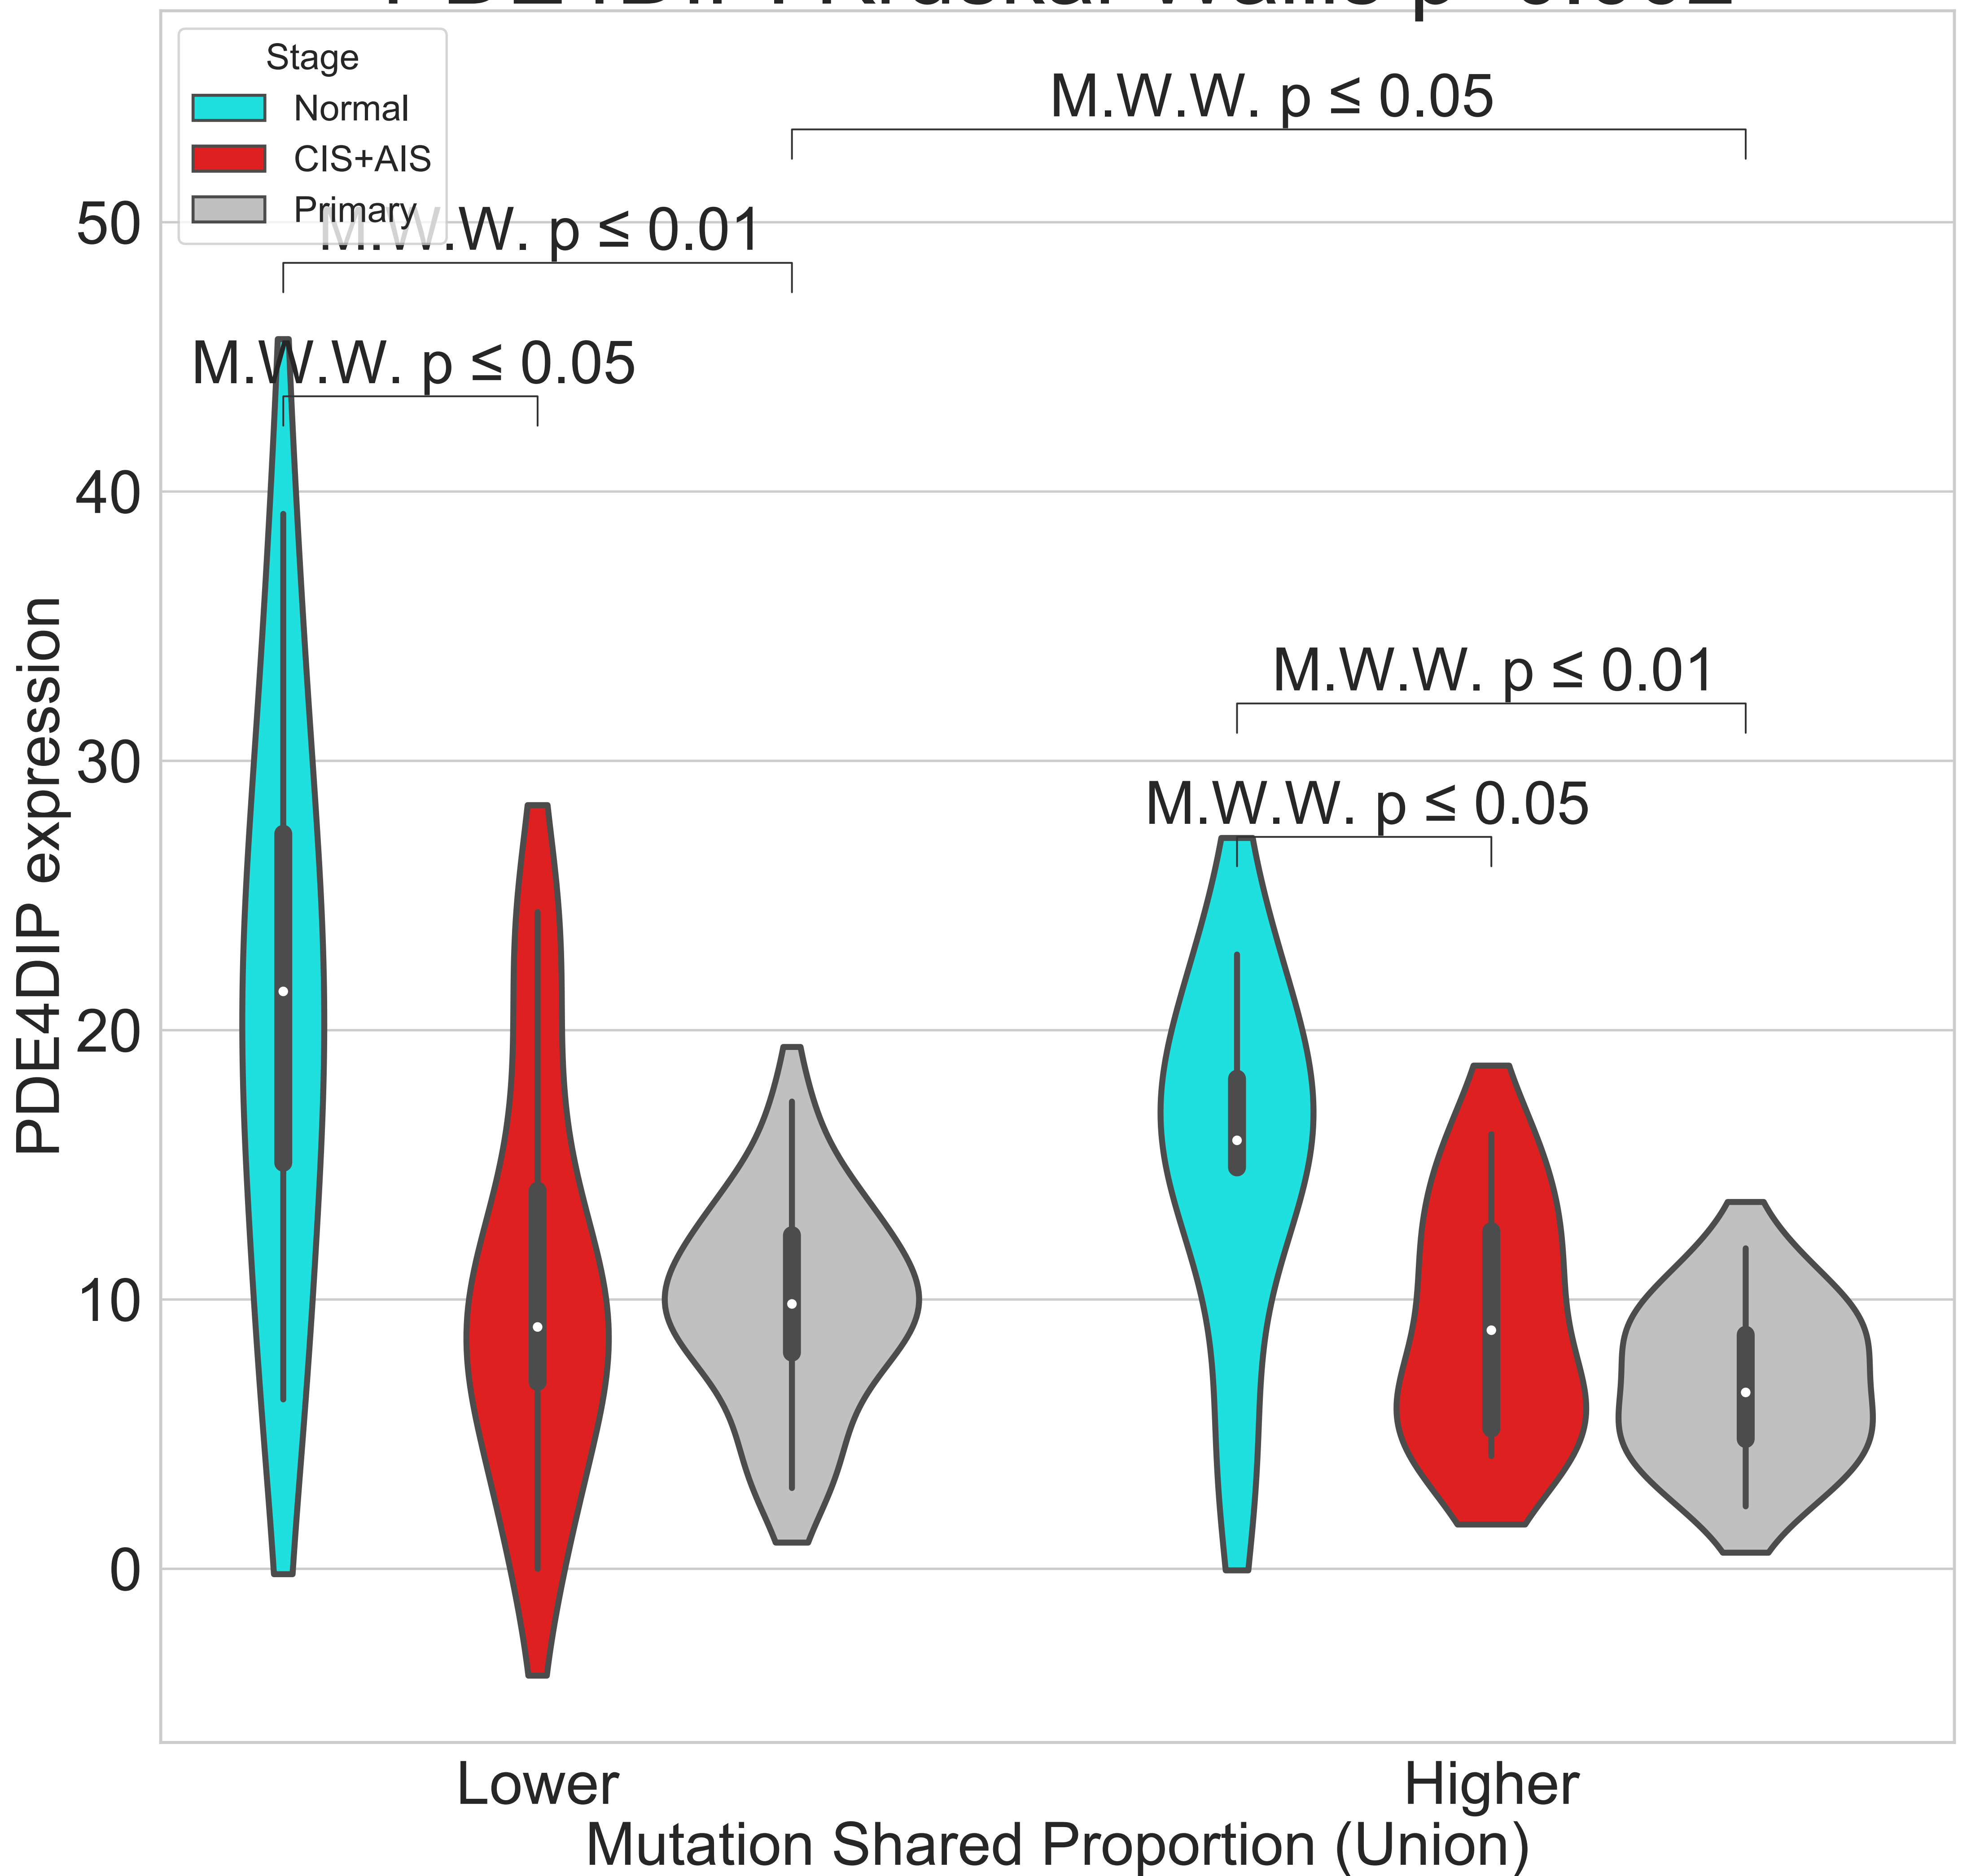 Stage
Normal
CIS+AIS
Primary
M.W.W. p ≤ 0.05
M.W.W. p ≤ 0.01
M.W.W. p ≤ 0.05
M.W.W. p ≤ 0.01
M.W.W. p ≤ 0.05
50
40
30
20
10
0
PDE4DIP expression
Lower
Higher
Mutation Shared Proportion (Union)